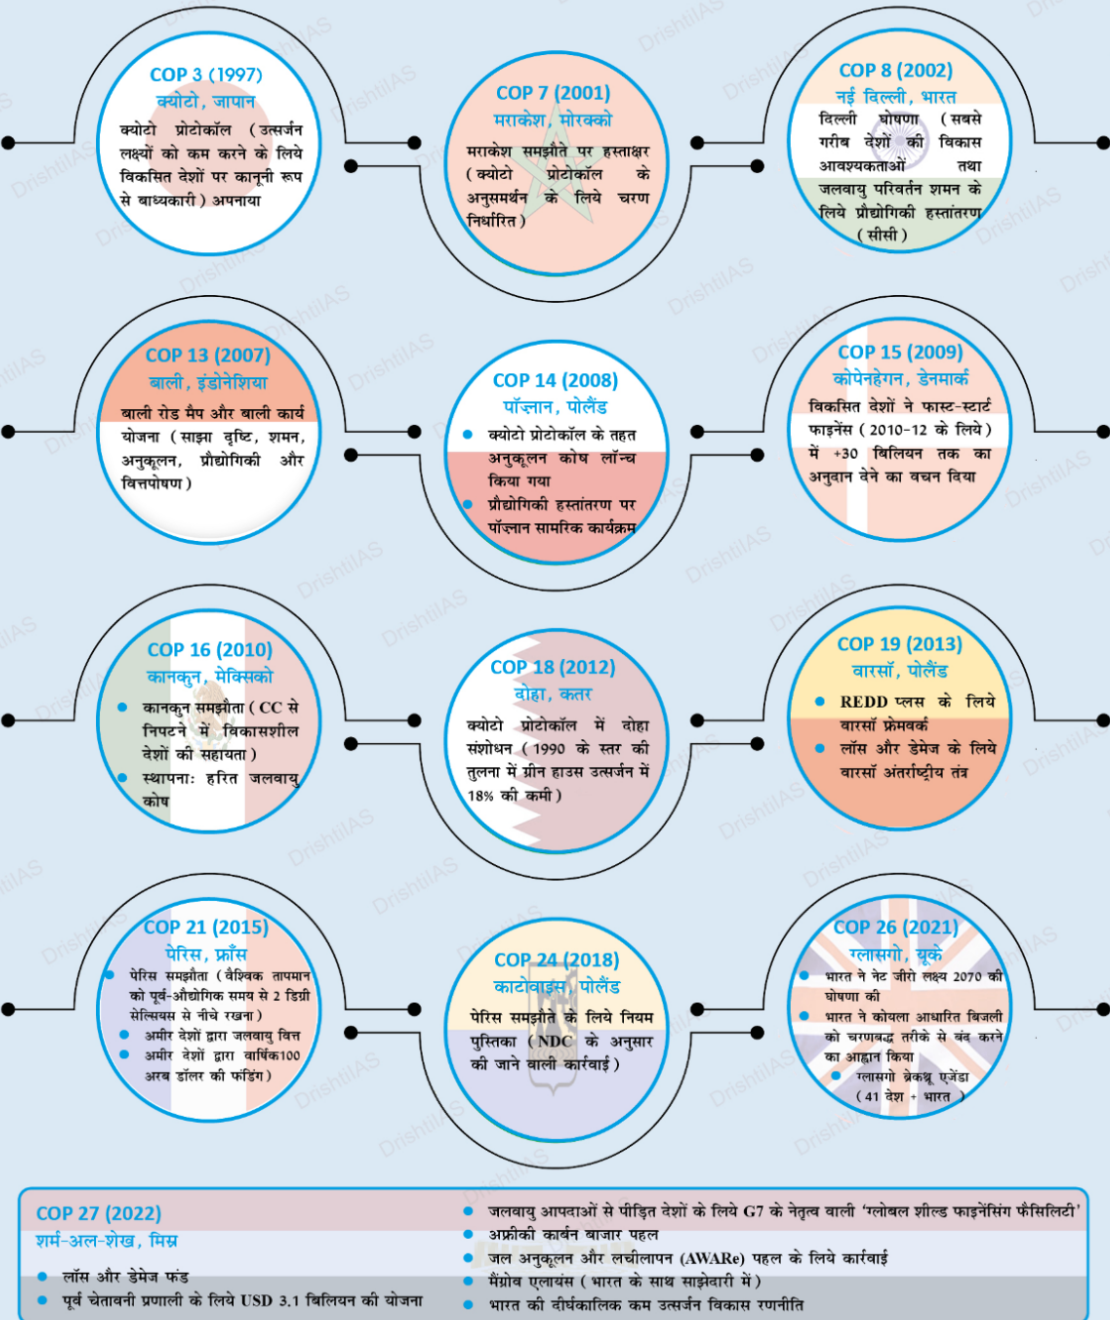 COP 3 (1997)
क्योटो, जापान
क्योटो प्रोटोकॉल (उत्सर्जन
लक्ष्यों को कम करने के लिये
विकसित देशों पर कानूनी रूप
से बाध्यकारी) अपनाया
COP 7 (2001)
मराकेश, मोरक्को
मराकेश समझौते पर हस्ताक्षर
(क्योटो प्रोटोकॉल के
अनुसमर्थन के लिये चरण
निर्धारित)
COP 8 (2002)
नई दिल्ली, भारत
दिल्ली घोषणा (सबसे
गरीब देशों की विकास
आवश्यकताओं तथा
जलवायु परिवर्तन शमन के
लिये प्रौद्योगिकी हस्तांतरण
(सीसी)
COP 13 (2007)
बाली, इंडोनेशिया
बाली रोड मैप और बाली कार्य
योजना (साझा दृष्टि, शमन,
अनुकूलन, प्रौद्योगिकी और
वित्तपोषण)
COP 14 (2008)
पॉज़्नान, पोलैंड
क्योटो प्रोटोकॉल के तहत
अनुकूलन कोष लॉन्च
किया गया
प्रौद्योगिकी हस्तांतरण पर
पॉज़्नान सामरिक कार्यक्रम
COP 15 (2009)
कोपेनहेगन, डेनमार्क
विकसित देशों ने फास्ट-स्टार्ट
फाइनेंस (2010-12 के लिये)
में +30 बिलियन तक का
अनुदान देने का वचन दिया
COP 16 (2010)
कानकुन, मेक्सिको
कानकुन समझौता (CC से
निपटने में विकासशील
देशों की सहायता)
स्थापना: हरित जलवायु
कोष
COP 18 (2012)
दोहा, कतर
क्योटो प्रोटोकॉल में दोहा
संशोधन (1990 के स्तर की
तुलना में ग्रीन हाउस उत्सर्जन में
18% की कमी)
COP 19 (2013)
वारसॉ, पोलैंड
REDD प्लस के लिये
वारसॉ फ्रेमवर्क
लॉस और डेमेज के लिये
वारसॉ अंतर्राष्ट्रीय तंत्र
COP 21 (2015)
पेरिस, फ्राँस
पेरिस समझौता (वैश्विक तापमान
को पूर्व-औद्योगिक समय से 2 डिग्री
सेल्सियस से नीचे रखना)
अमीर देशों द्वारा जलवायु वित्त
अमीर देशों द्वारा वार्षिक100
अरब डॉलर की फंडिंग)
COP 24 (2018)
काटोवाइस, पोलैंड
पेरिस समझौते के लिये नियम
पुस्तिका (NDC के अनुसार
की जाने वाली कार्रवाई)
COP 26 (2021)
ग्लासगो, यूके
भारत ने नेट जीरो लक्ष्य 2070 की
घोषणा की
भारत ने कोयला आधारित बिजली
को चरणबद्ध तरीके से बंद करने
का आह्वान किया
ग्लासगो ब्रेकथ्रू एजेंडा
(41 देश + भारत)
COP 27 (2022)
शर्म-अल-शेख, मिस्र
लॉस और डेमेज फंड
पूर्व चेतावनी प्रणाली के लिये USD 3.1 बिलियन की योजना
जलवायु आपदाओं से पीड़ित देशों के लिये G7 के नेतृत्व वाली 'ग्लोबल शील्ड फाइनेंसिंग फैसिलिटी'
अफ्रीकी कार्बन बाजार पहल
जल अनुकूलन और लचीलापन (AWARe) पहल के लिये कार्रवाई
मैंग्रोव एलायंस (भारत के साथ साझेदारी में)
भारत की दीर्घकालिक कम उत्सर्जन विकास रणनीति
DrishtiIAS